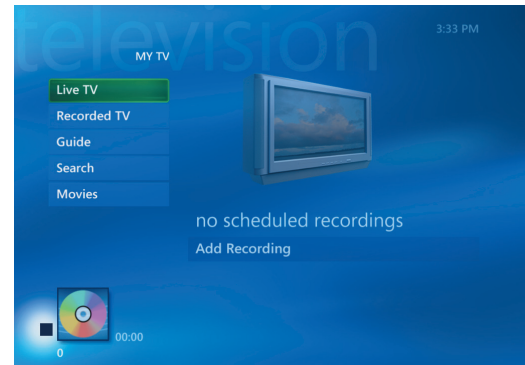 television
3:33 PM
MY TV
Live TV
Recorded TV
Guide
Search
Movies
no scheduled recordings
Add Recording
00:00
0